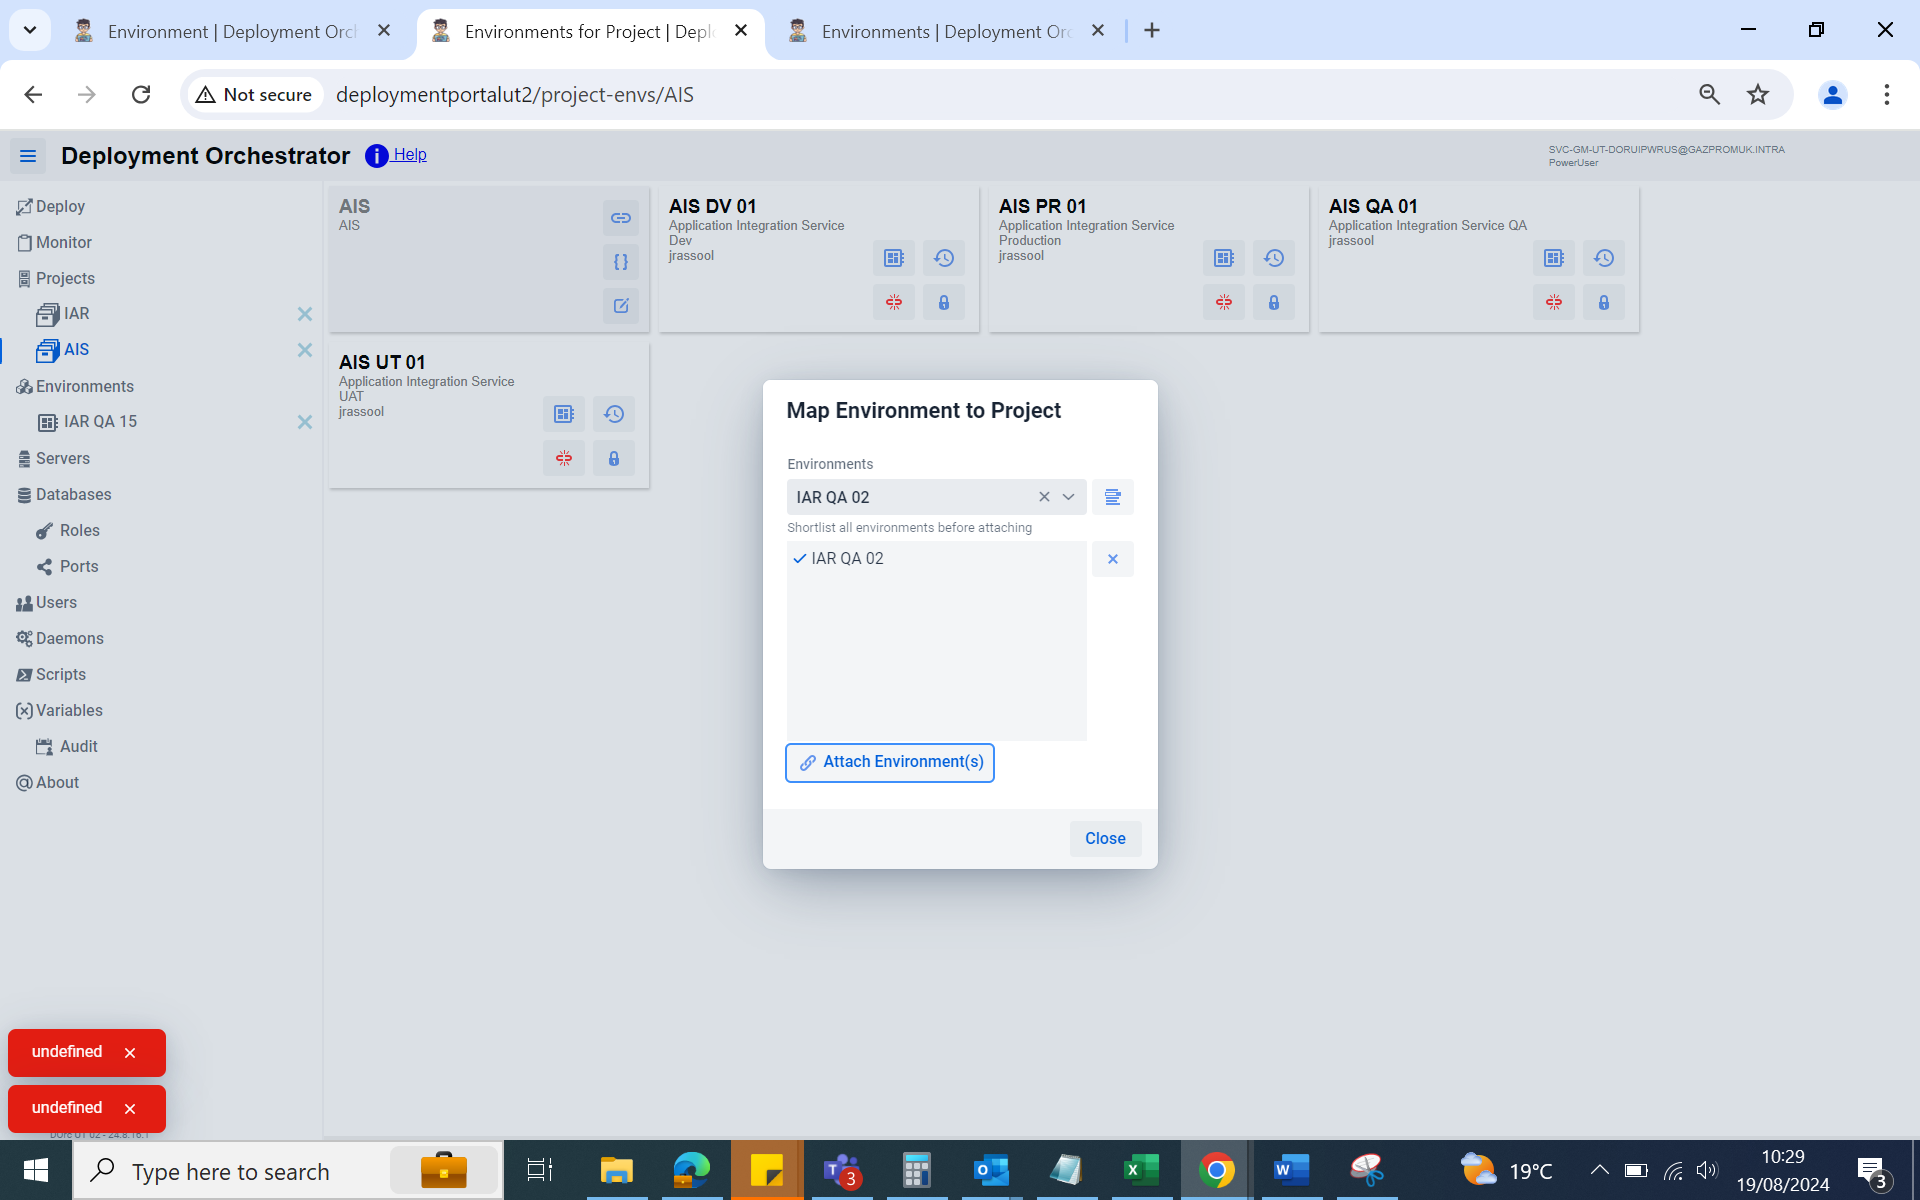 Environment | Deployment Orch
Environments for Project | Depl
Environments | Deployment Orc
Not secure
deploymentportalut2/project-envs/AIS
Deployment Orchestrator
i
Help
SVC-GM-UT-DORUIPWRUS@GAZPROMUK.INTRA
PowerUser
Deploy
Monitor
Projects
IAR
AIS
Environments
IAR QA 15
Servers
Databases
Roles
Ports
Users
Daemons
Scripts
Variables
Audit
About
AIS
AIS
AIS DV 01
Application Integration Service
Dev
jrassool
AIS PR 01
Application Integration Service
Production
jrassool
AIS QA 01
Application Integration Service QA
jrassool
AIS UT 01
Application Integration Service
UAT
jrassool
Map Environment to Project
Environments
IAR QA 02
Shortlist all environments before attaching
IAR QA 02
Attach Environment(s)
Close
undefined
undefined
Type here to search
3
19°C
10:29
19/08/2024
3